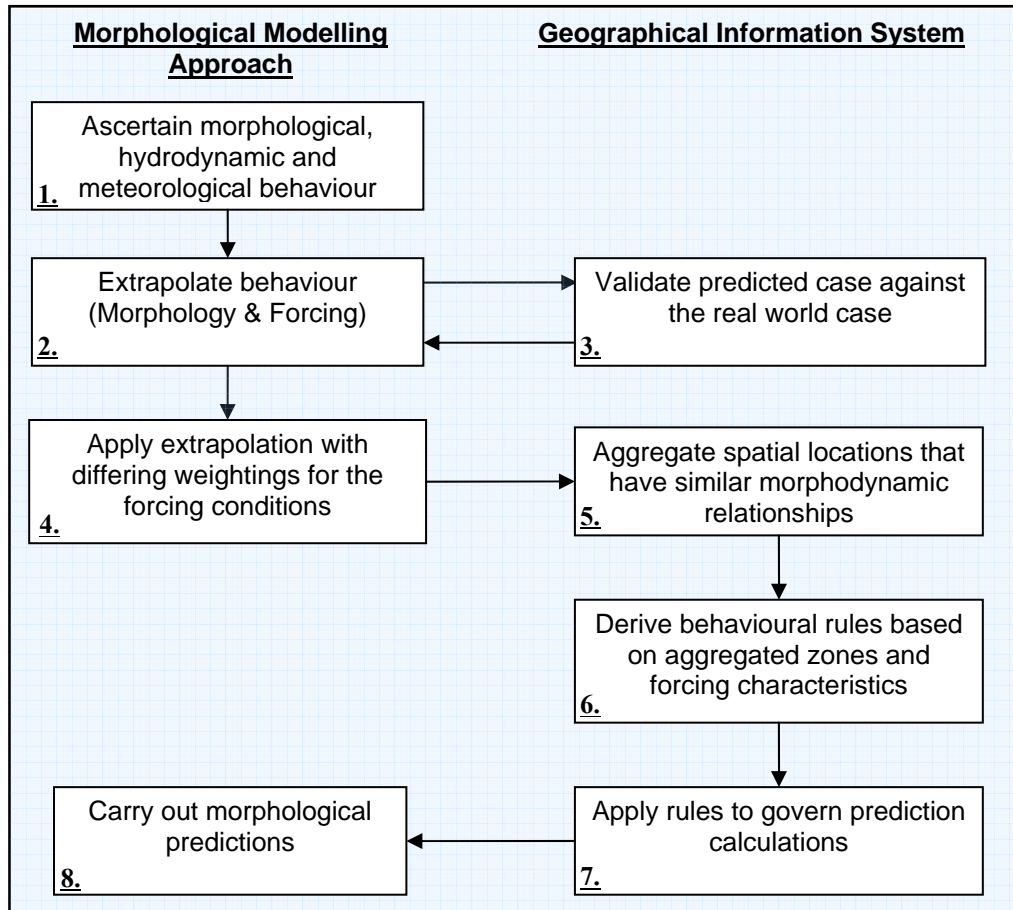 Morphological Modelling
Approach
Geographical Information System
Ascertain morphological,
hydrodynamic and
meteorological behaviour
1.
Extrapolate behaviour
(Morphology & Forcing)
2.
Validate predicted case against
the real world case
3.
Apply extrapolation with
differing weightings for the
forcing conditions
4.
Aggregate spatial locations that
have similar morphodynamic
relationships
5.
Derive behavioural rules based
on aggregated zones and
forcing characteristics
6.
Apply rules to govern prediction
calculations
7.
Carry out morphological
predictions
8.